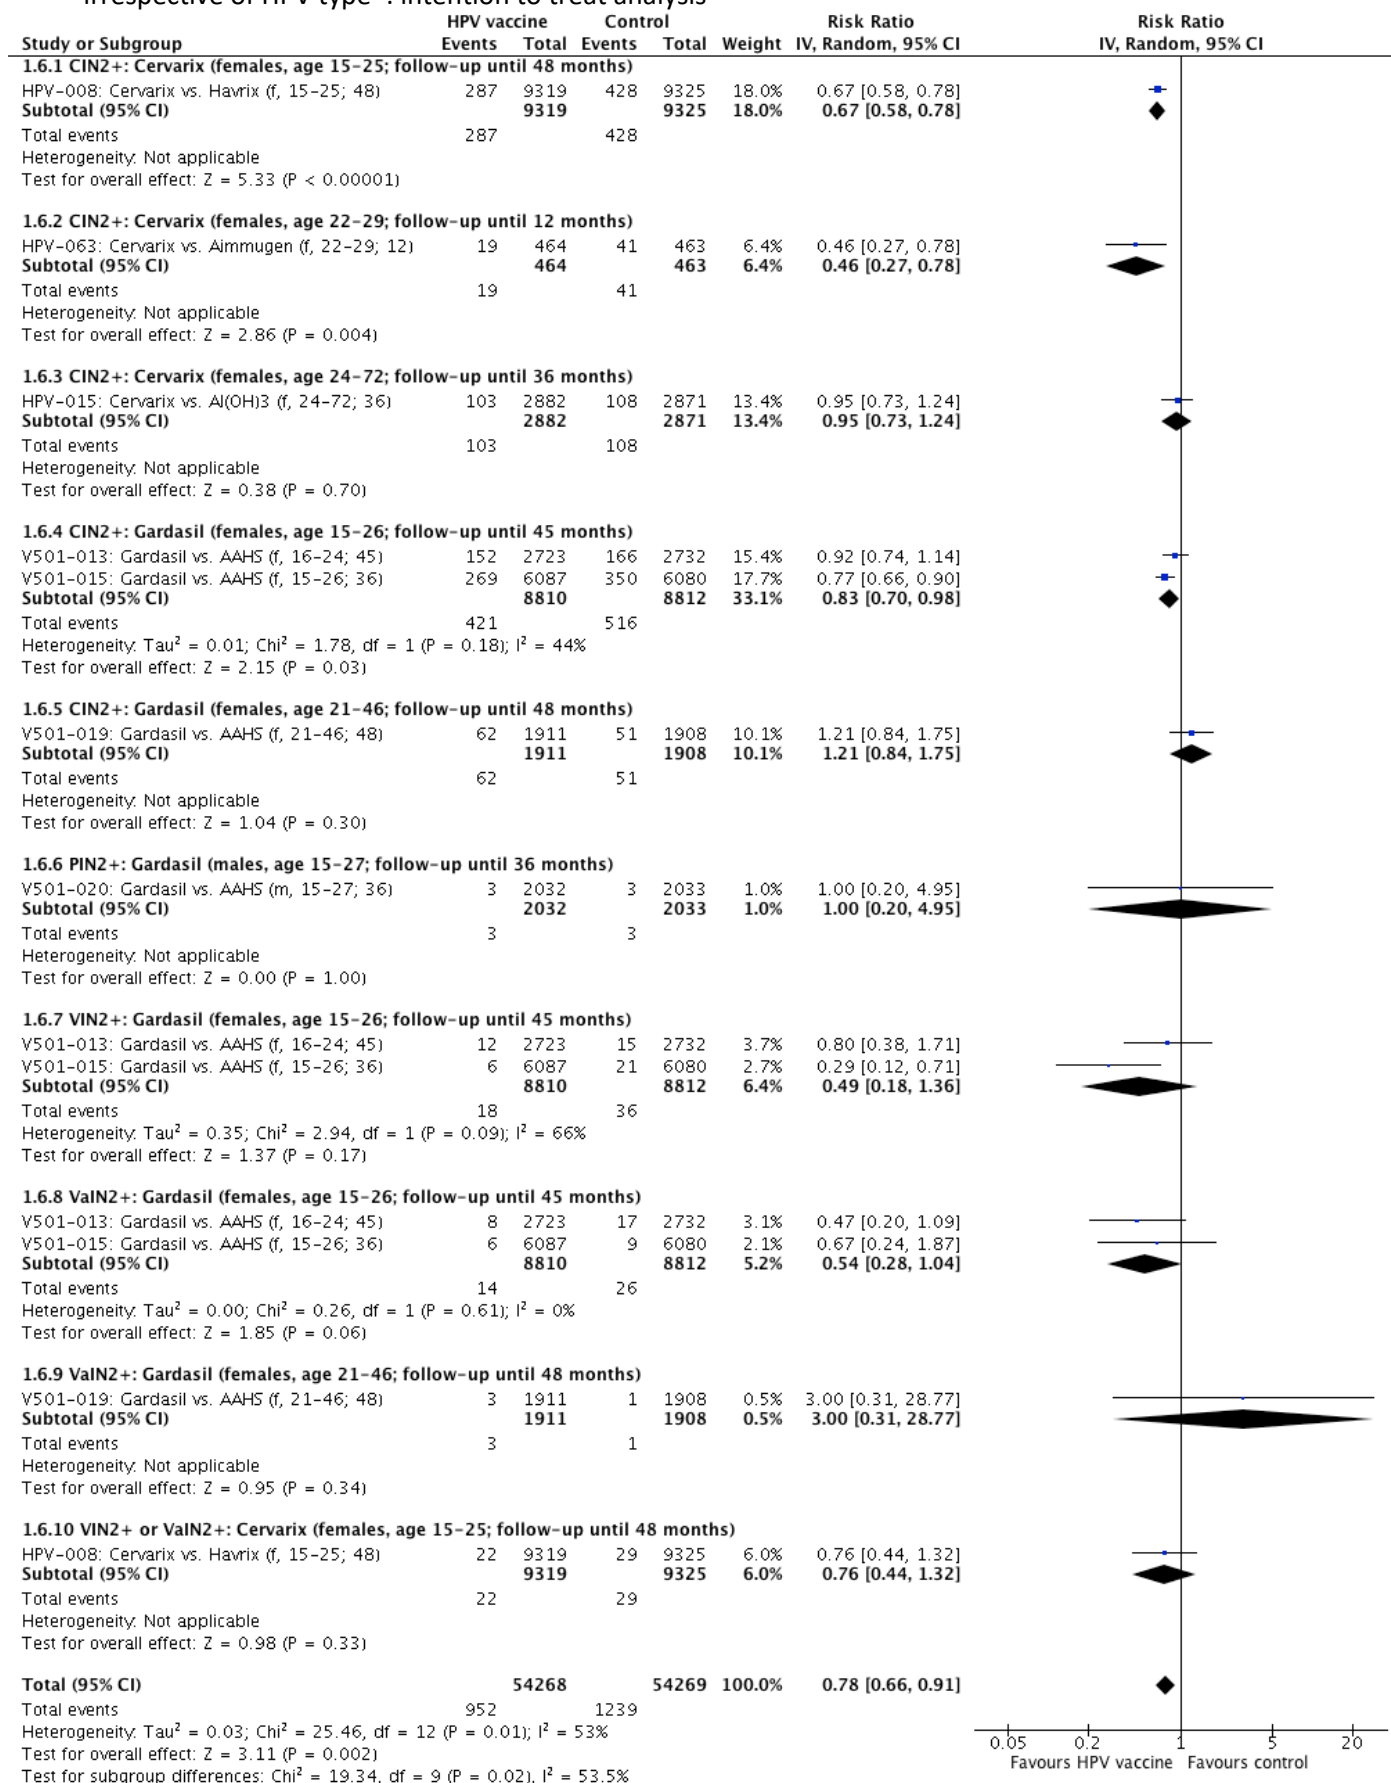 irrespective of HPV type : intention to treat analysis
HPV vaccine Control Risk Ratio Risk Ratio
Study or Subgroup Events Total Events Total Weight IV, Random, 95% CI IV, Random, 95% CI
1.6.1 CIN2+: Cervarix (females, age 15-25; follow-up until 48 months)
HPV-008: Cervarix vs. Havrix (f, 15-25; 48) 287 9319 428 9325 18.0% 0.67 [0.58, 0.78]
Subtotal (95% CI) 9319 9325 18.0% 0.67 [0.58, 0.78]
Total events 287 428
Heterogeneity: Not applicable
Test for overall effect: Z = 5.33 (P < 0.00001)
1.6.2 CIN2+: Cervarix (females, age 22-29; follow-up until 12 months)
HPV-063: Cervarix vs. Aimmugen (f, 22-29; 12) 19 464 41 463 6.4% 0.46 [0.27, 0.78]
Subtotal (95% CI) 464 463 6.4% 0.46 [0.27, 0.78]
Total events 19 41
Heterogeneity: Not applicable
Test for overall effect: Z = 2.86 (P = 0.004)
1.6.3 CIN2+: Cervarix (females, age 24-72; follow-up until 36 months)
HPV-015: Cervarix vs. Al(OH)3 (f, 24-72; 36) 103 2882 108 2871 13.4% 0.95 [0.73, 1.24]
Subtotal (95% CI) 2882 2871 13.4% 0.95 [0.73, 1.24]
Total events 103 108
Heterogeneity: Not applicable
Test for overall effect: Z = 0.38 (P = 0.70)
1.6.4 CIN2+: Gardasil (females, age 15-26; follow-up until 45 months)
V501-013: Gardasil vs. AAHS (f, 16-24; 45) 152 2723 166 2732 15.4% 0.92 [0.74, 1.14]
V501-015: Gardasil vs. AAHS (f, 15-26; 36) 269 6087 350 6080 17.7% 0.77 [0.66, 0.90]
Subtotal (95% CI) 8810 8812 33.1% 0.83 [0.70, 0.98]
Total events 421 516
Heterogeneity: Tau² = 0.01; Chi² = 1.78, df = 1 (P = 0.18); I² = 44%
Test for overall effect: Z = 2.15 (P = 0.03)
1.6.5 CIN2+: Gardasil (females, age 21-46; follow-up until 48 months)
V501-019: Gardasil vs. AAHS (f, 21-46; 48) 62 1911 51 1908 10.1% 1.21 [0.84, 1.75]
Subtotal (95% CI) 1911 1908 10.1% 1.21 [0.84, 1.75]
Total events 62 51
Heterogeneity: Not applicable
Test for overall effect: Z = 1.04 (P = 0.30)
1.6.6 PIN2+: Gardasil (males, age 15-27; follow-up until 36 months)
V501-020: Gardasil vs. AAHS (m, 15-27; 36) 3 2032 3 2033 1.0% 1.00 [0.20, 4.95]
Subtotal (95% CI) 2032 2033 1.0% 1.00 [0.20, 4.95]
Total events 3 3
Heterogeneity: Not applicable
Test for overall effect: Z = 0.00 (P = 1.00)
1.6.7 VIN2+: Gardasil (females, age 15-26; follow-up until 45 months)
V501-013: Gardasil vs. AAHS (f, 16-24; 45) 12 2723 15 2732 3.7% 0.80 [0.38, 1.71]
V501-015: Gardasil vs. AAHS (f, 15-26; 36) 6 6087 21 6080 2.7% 0.29 [0.12, 0.71]
Subtotal (95% CI) 8810 8812 6.4% 0.49 [0.18, 1.36]
Total events 18 36
Heterogeneity: Tau² = 0.35; Chi² = 2.94, df = 1 (P = 0.09); I² = 66%
Test for overall effect: Z = 1.37 (P = 0.17)
1.6.8 VaIN2+: Gardasil (females, age 15-26; follow-up until 45 months)
V501-013: Gardasil vs. AAHS (f, 16-24; 45) 8 2723 17 2732 3.1% 0.47 [0.20, 1.09]
V501-015: Gardasil vs. AAHS (f, 15-26; 36) 6 6087 9 6080 2.1% 0.67 [0.24, 1.87]
Subtotal (95% CI) 8810 8812 5.2% 0.54 [0.28, 1.04]
Total events 14 26
Heterogeneity: Tau² = 0.00; Chi² = 0.26, df = 1 (P = 0.61); I² = 0%
Test for overall effect: Z = 1.85 (P = 0.06)
1.6.9 VaIN2+: Gardasil (females, age 21-46; follow-up until 48 months)
V501-019: Gardasil vs. AAHS (f, 21-46; 48) 3 1911 1 1908 0.5% 3.00 [0.31, 28.77]
Subtotal (95% CI) 1911 1908 0.5% 3.00 [0.31, 28.77]
Total events 3 1
Heterogeneity: Not applicable
Test for overall effect: Z = 0.95 (P = 0.34)
1.6.10 VIN2+ or VaIN2+: Cervarix (females, age 15-25; follow-up until 48 months)
HPV-008: Cervarix vs. Havrix (f, 15-25; 48) 22 9319 29 9325 6.0% 0.76 [0.44, 1.32]
Subtotal (95% CI) 9319 9325 6.0% 0.76 [0.44, 1.32]
Total events 22 29
Heterogeneity: Not applicable
Test for overall effect: Z = 0.98 (P = 0.33)
Total (95% CI) 54268 54269 100.0% 0.78 [0.66, 0.91]
Total events 952 1239
Heterogeneity: Tau² = 0.03; Chi² = 25.46, df = 12 (P = 0.01); I² = 53%
Test for overall effect: Z = 3.11 (P = 0.002)
Test for subgroup differences: Chi² = 19.34, df = 9 (P = 0.02), I² = 53.5%
0.05 0.2 1 5 20
Favours HPV vaccine Favours control